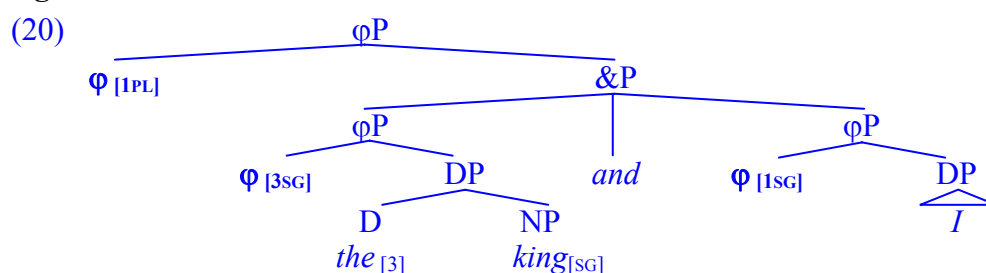 (20) φP
φ [1PL] &P
φP and φP
φ [3SG] DP φ [1SG] DP
D NP I
the [3] king[SG]